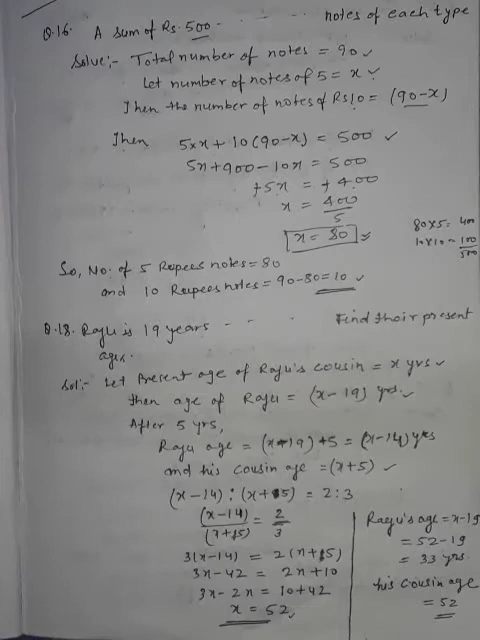 Q.16. A sum of Rs. 500 - - - - - notes of each type
Solve:- Total number of notes = 90 ✓
Let number of notes of 5 = x ✓
Then the number of notes of Rs10 = (90-x)
Then 5×x + 10(90-x) = 500 ✓
5x+900-10x = 500
+5x = +400
x = 400/5
x = 80
80×5 = 400
10×10 = 100
500
So, No: of 5 Rupees notes = 80
and 10 Rupees notes = 90-80=10 ✓
Q.18. Raju is 19 years - - - Find their present
ages.
Sol:- Let Present age of Raju's cousin = x yrs ✓
then age of Raju = (x-19) yrs. ✓
After 5 yrs,
Raju age = (x-19)+5 = (x-14) yrs
and his cousin age = (x+5) ✓
(x-14) : (x+5) = 2:3
(x-14)/(x+5) = 2/3
3(x-14) = 2(x+5)
3x-42 = 2x+10
3x-2x = 10+42
x = 52 ✓
Raju's age = x-19
= 52-19
= 33 yrs.
his cousin age
= 52